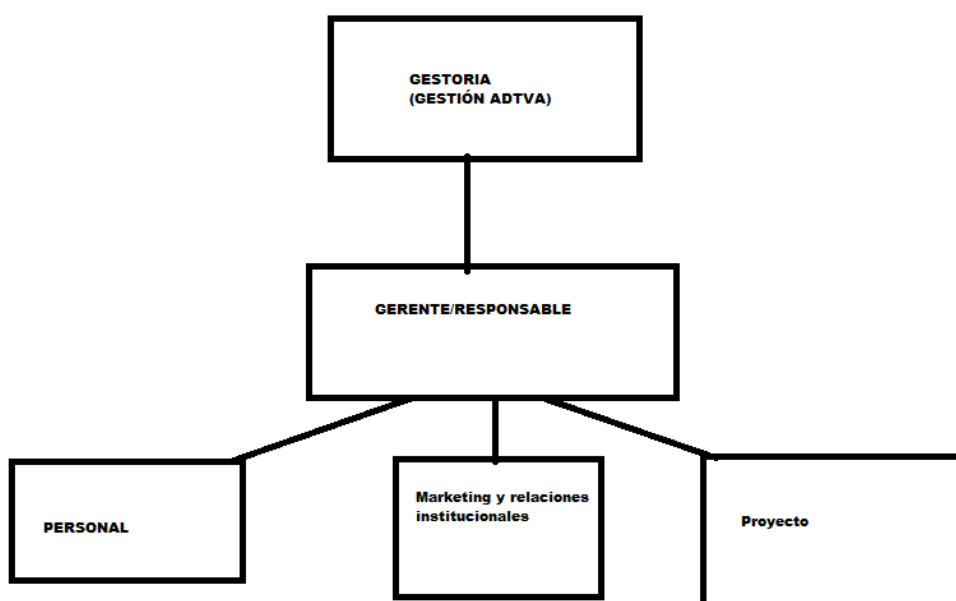 GESTORIA
(GESTIÓN ADTVA)
GERENTE/RESPONSABLE
PERSONAL
Marketing y relaciones
institucionales
Proyecto